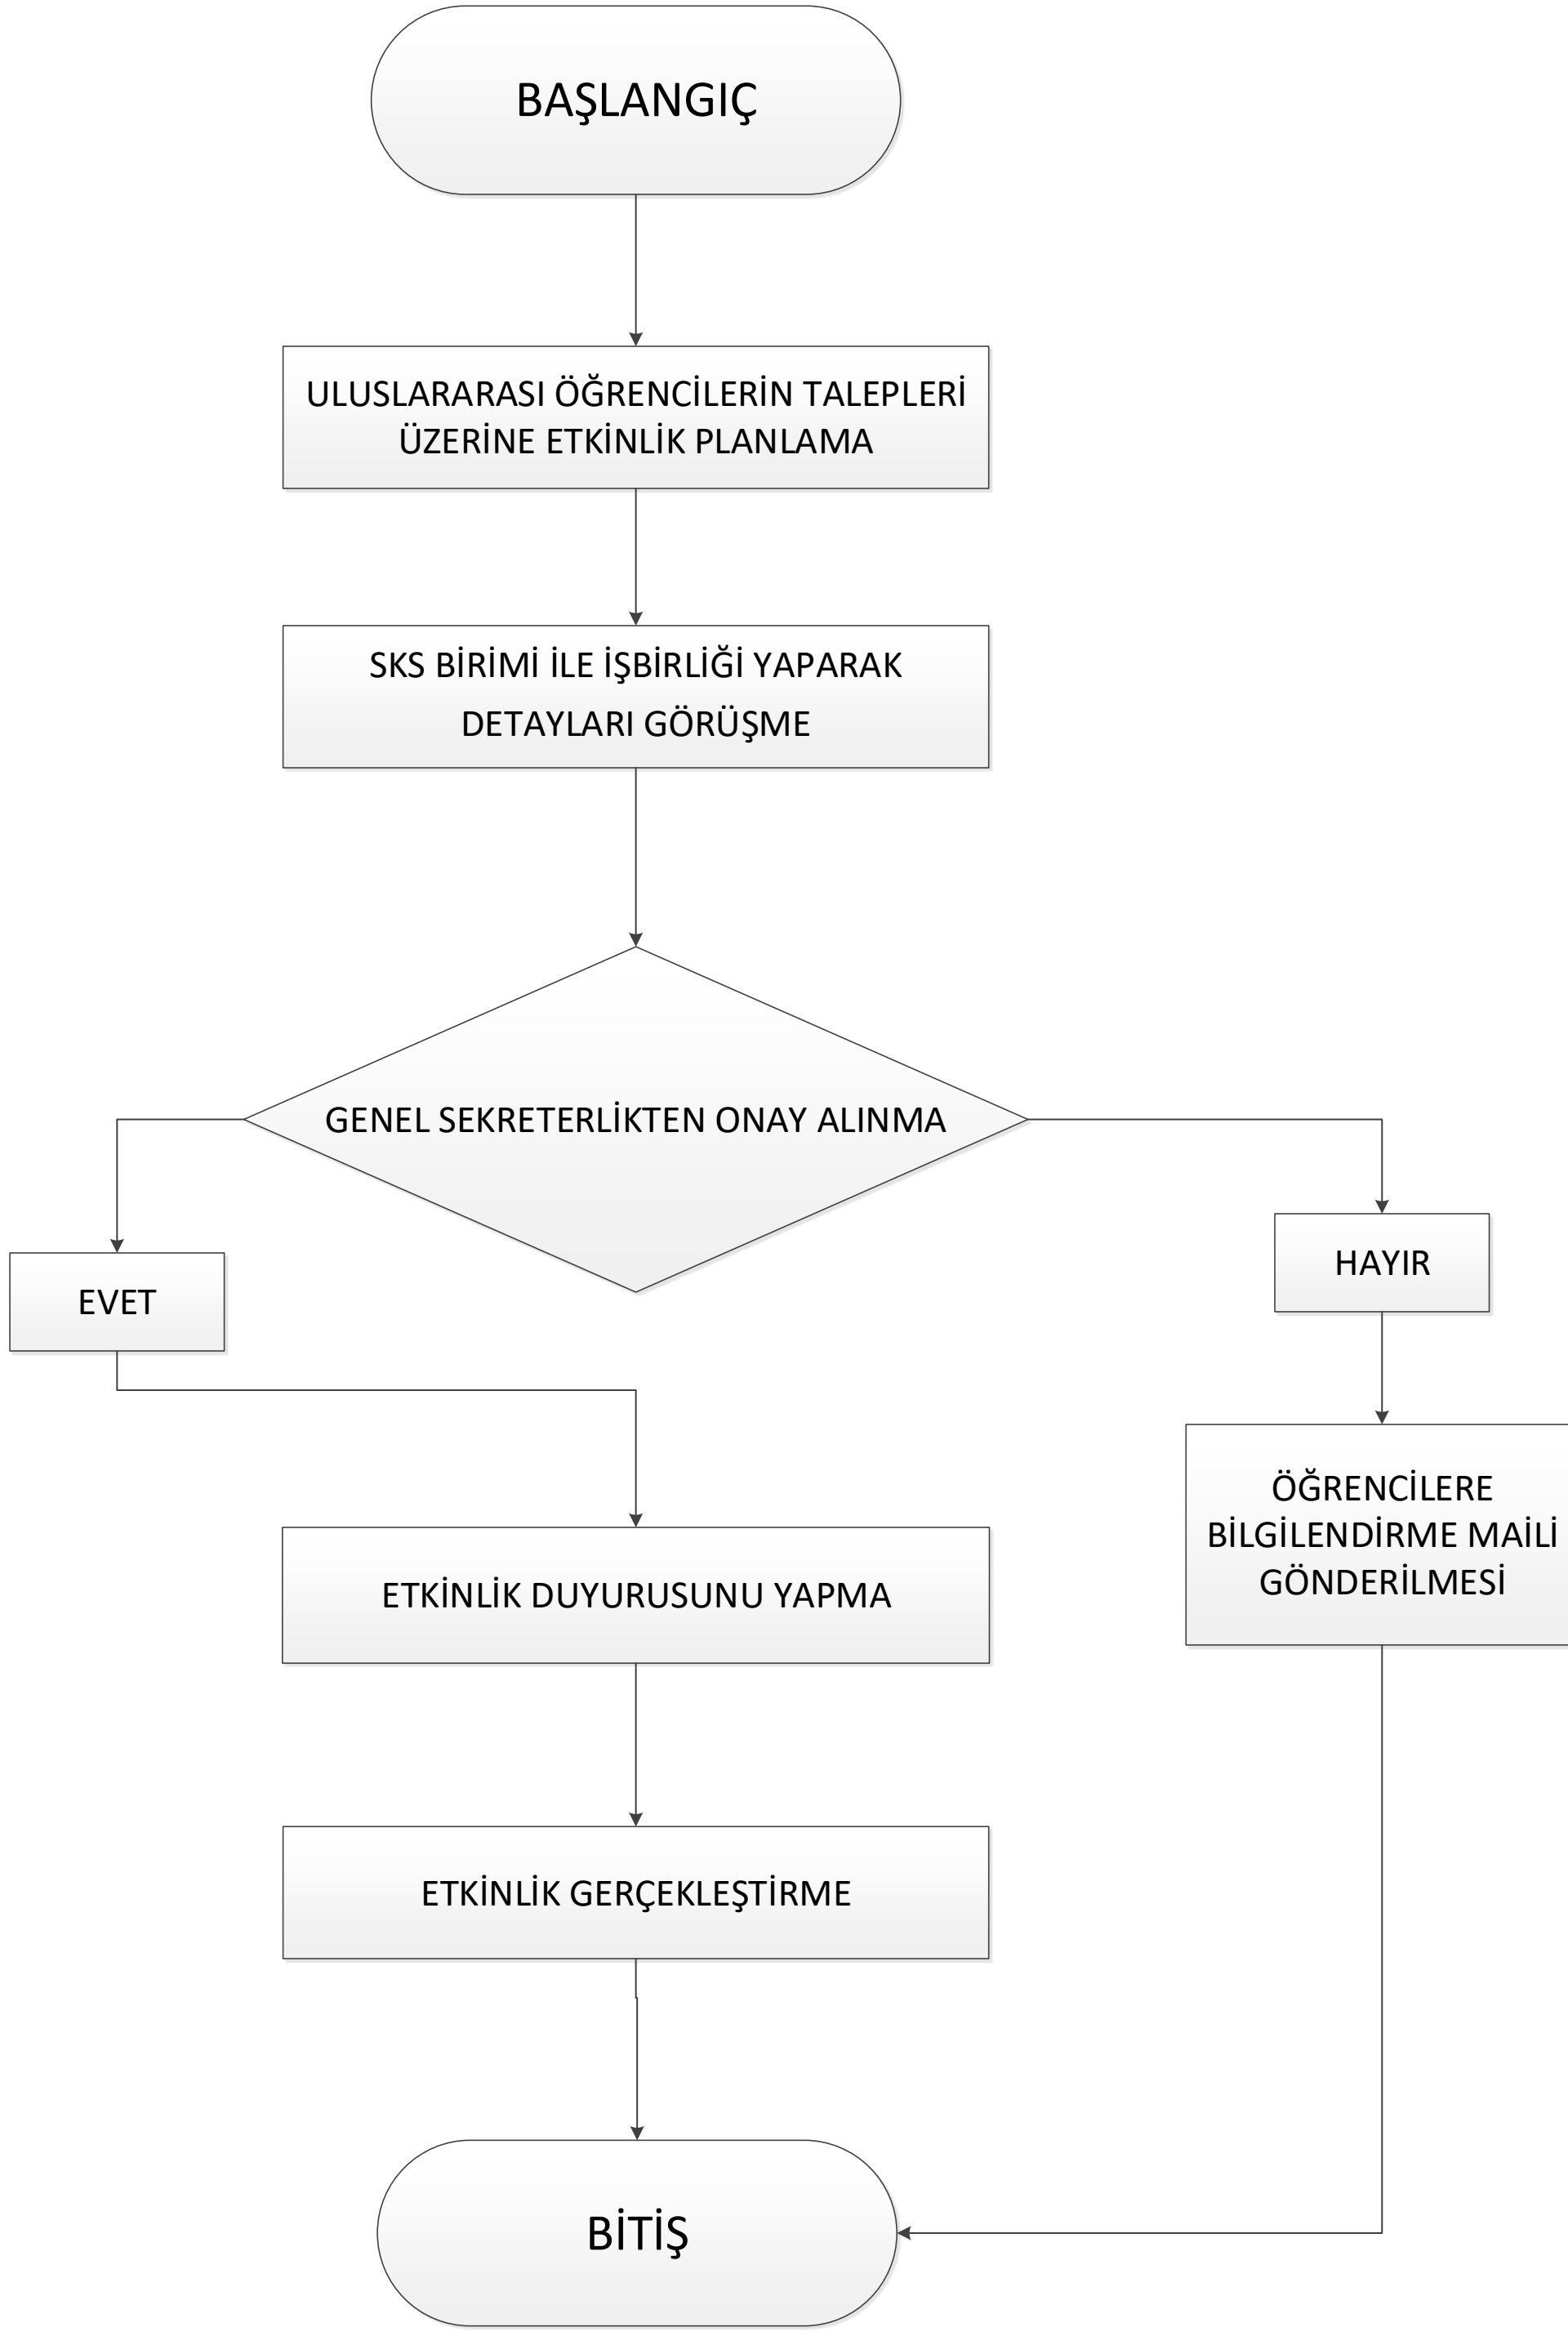 BAŞLANGIÇ
ULUSLARARASI ÖĞRENCİLERİN TALEPLERİ
ÜZERİNE ETKİNLİK PLANLAMA
SKS BİRİMİ İLE İŞBİRLİĞİ YAPARAK
DETAYLARI GÖRÜŞME
GENEL SEKRETERLİKTEN ONAY ALINMA
EVET
HAYIR
ÖĞRENCİLERE
BİLGİLENDİRME MAİLİ
GÖNDERİLMESİ
ETKİNLİK DUYURUSUNU YAPMA
ETKİNLİK GERÇEKLEŞTİRME
BİTİŞ